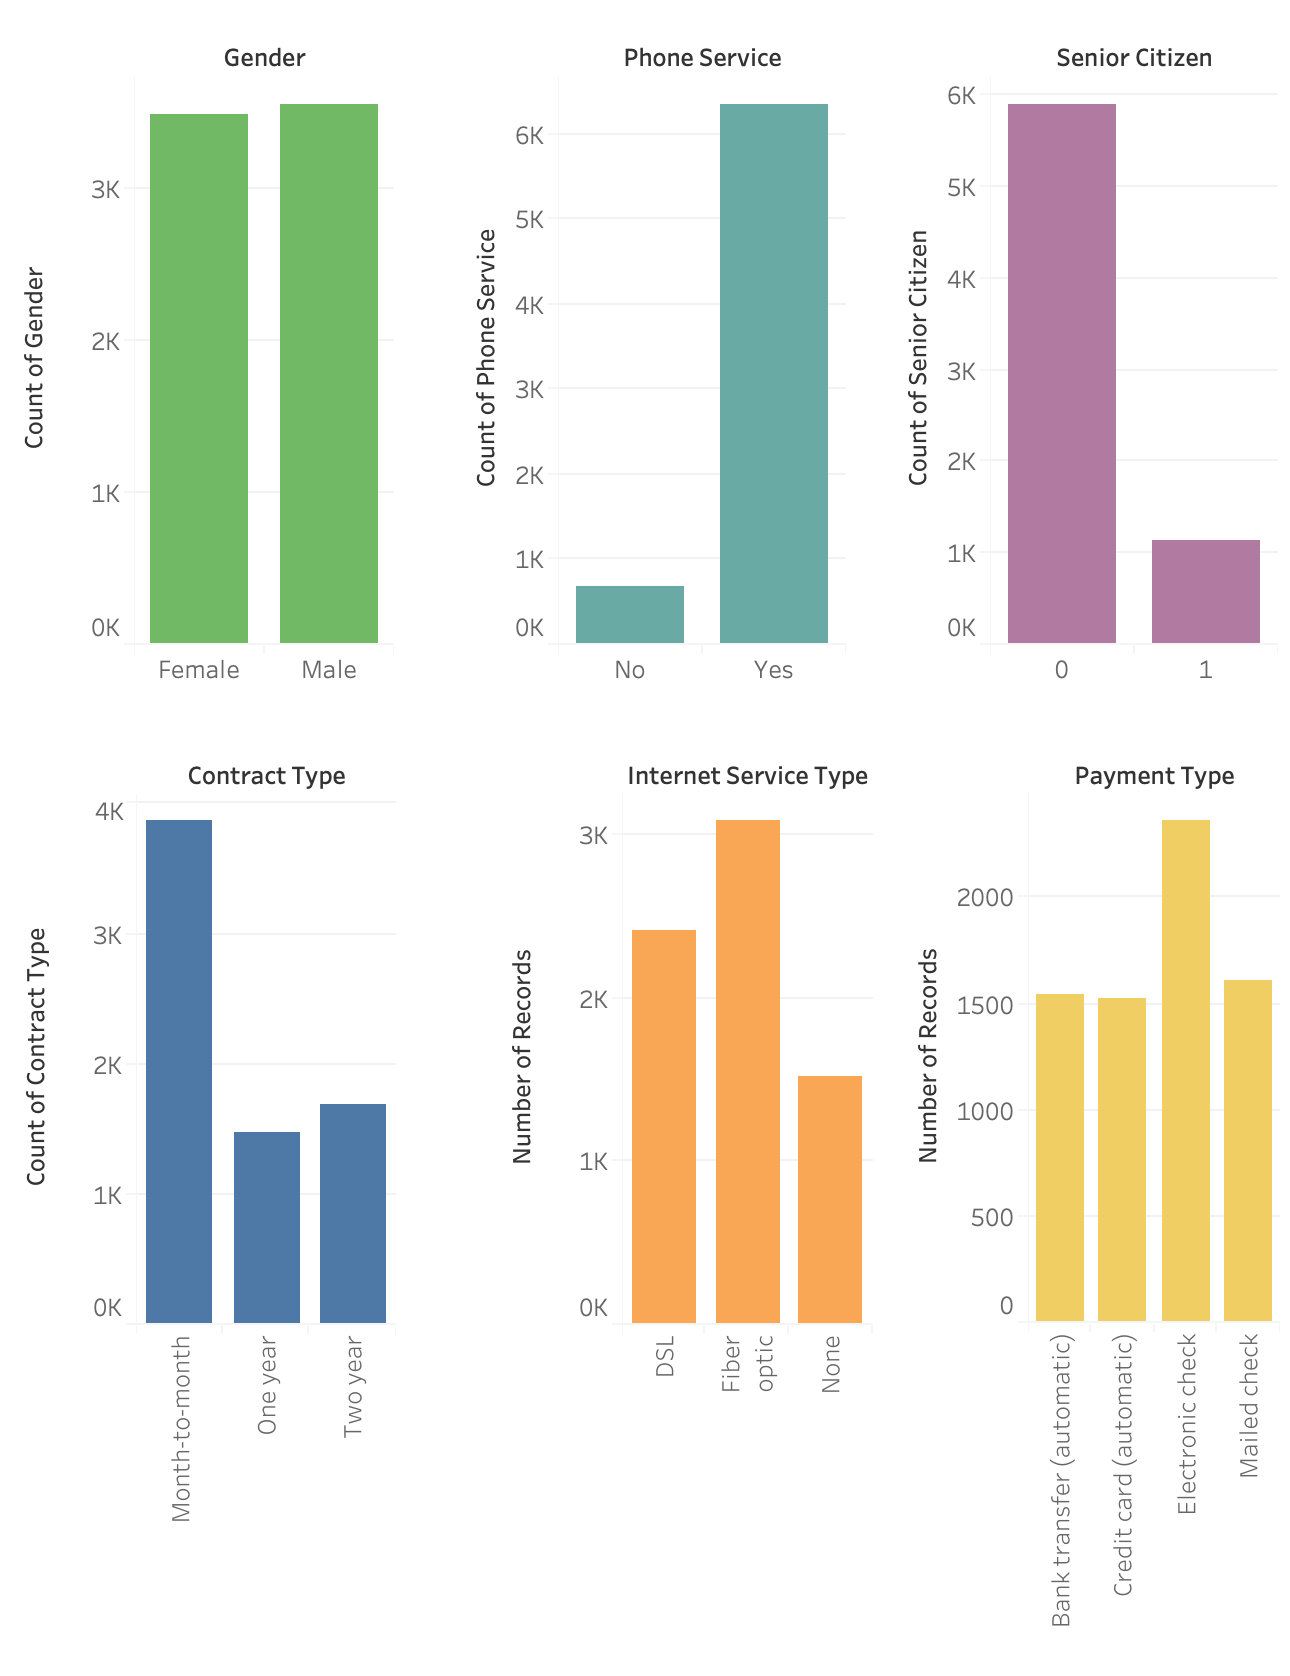 Gender
Count of Gender
3K
2K
1K
0K
Female
Male
Phone Service
Count of Phone Service
6K
5K
4K
3K
2K
1K
0K
No
Yes
Senior Citizen
Count of Senior Citizen
6K
5K
4K
3K
2K
1K
0K
0
1
Contract Type
Count of Contract Type
4K
3K
2K
1K
0K
Month-to-month
One year
Two year
Internet Service Type
Number of Records
3K
2K
1K
0K
DSL
Fiber
optic
None
Payment Type
Number of Records
2000
1500
1000
500
0
Bank transfer (automatic)
Credit card (automatic)
Electronic check
Mailed check